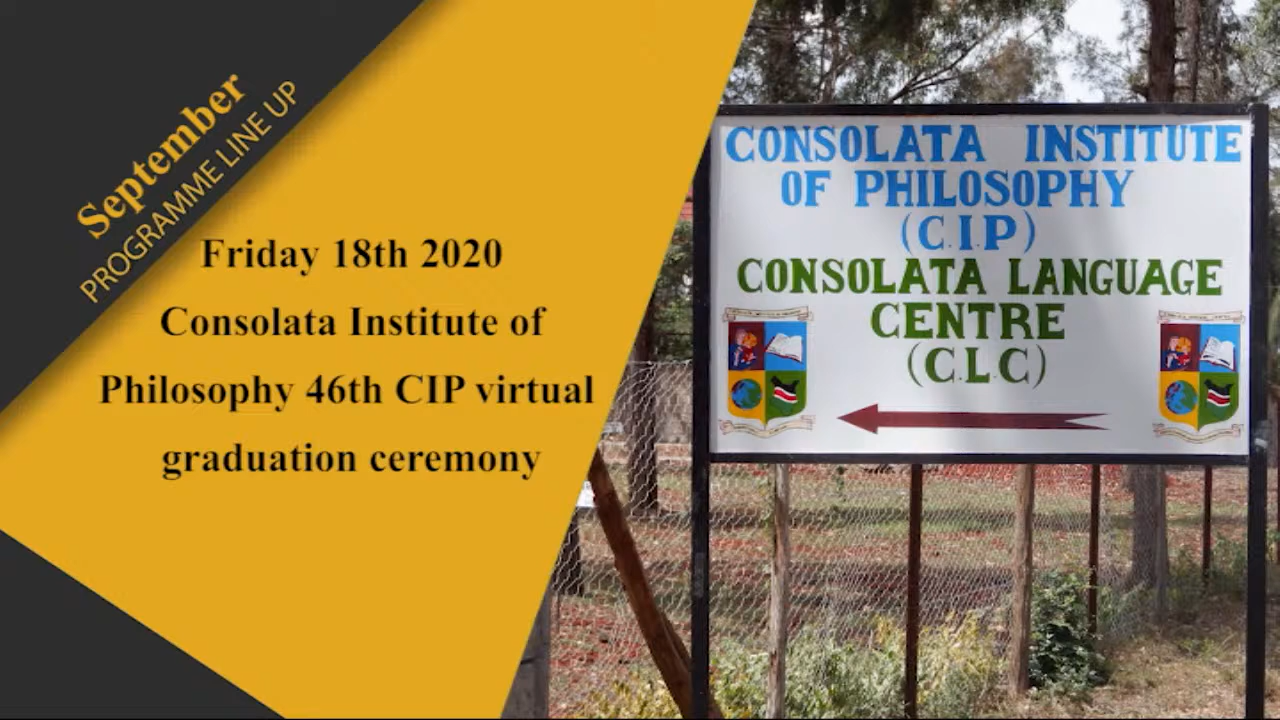 September
PROGRAMME LINE UP
Friday 18th 2020
Consolata Institute of
Philosophy 46th CIP virtual
graduation ceremony
CONSOLATA INSTITUTE
OF PHILOSOPHY
(C.I.P)
CONSOLATA LANGUAGE
CENTRE
(C.L.C)